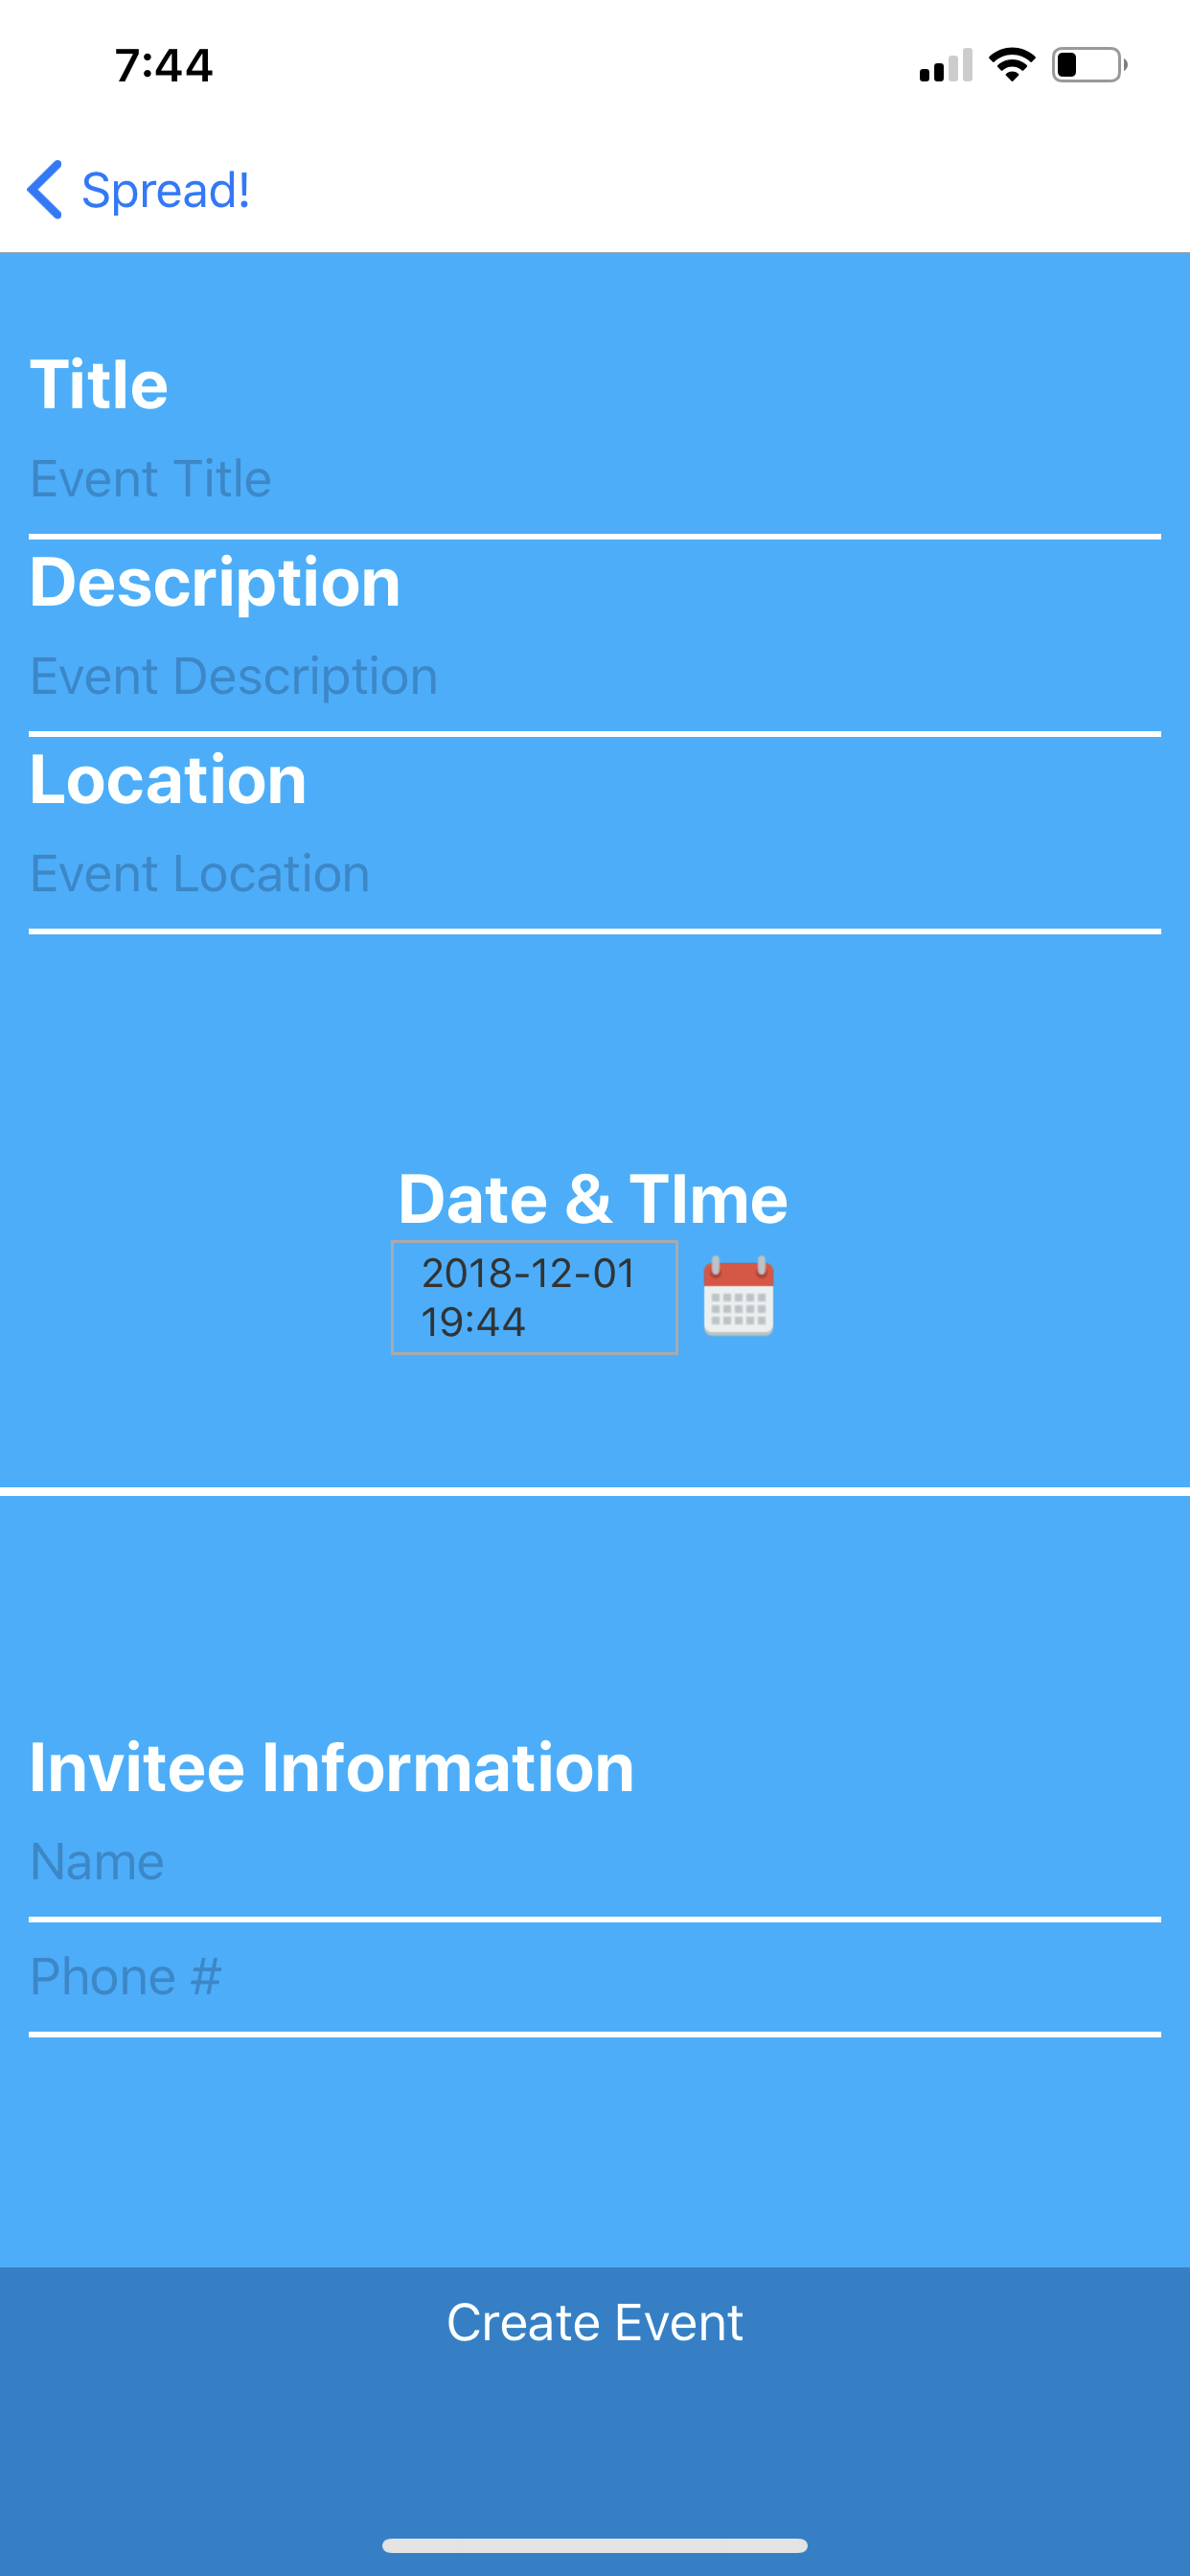 7:44
Spread!
Title
Event Title
Description
Event Description
Location
Event Location
Date & TIme
2018-12-01
19:44
Invitee Information
Name
Phone #
Create Event